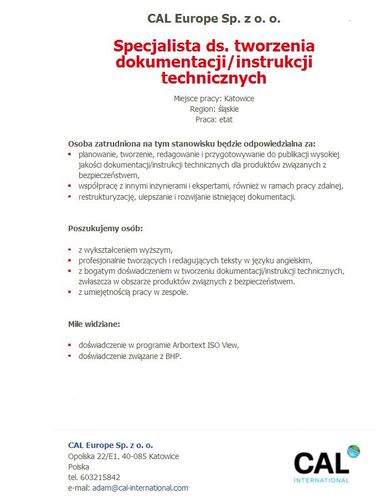 CAL Europe Sp. z o. o.
Specjalista ds. tworzenia
dokumentacji/instrukcji
technicznych
Miejsce pracy: Katowice
Region: śląskie
Praca: etat
Osoba zatrudniona na tym stanowisku będzie odpowiedzialna za:
• planowanie, tworzenie, redagowanie i przygotowywanie do publikacji wysokiej
jakości dokumentacji/instrukcji technicznych dla produktów związanych z
bezpieczeństwem,
• współpracę z innymi inżynierami i ekspertami, również w ramach pracy zdalnej,
• restrukturyzację, ulepszanie i rozwijanie istniejącej dokumentacji.
Poszukujemy osób:
• z wykształceniem wyższym,
• profesjonalnie tworzących i redagujących teksty w języku angielskim,
• z bogatym doświadczeniem w tworzeniu dokumentacji/instrukcji technicznych,
zwłaszcza w obszarze produktów związnych z bezpieczeństwem.
• z umiejętnością pracy w zespole.
Mile widziane:
• doświadczenie w programie Arbortext ISO View,
• doświadczenie związane z BHP.
CAL Europe Sp. z o. o.
Opolska 22/E1, 40-085 Katowice
Polska
tel. 603215842
e-mail: adam@cal-international.com
CAL
INTERNATIONAL